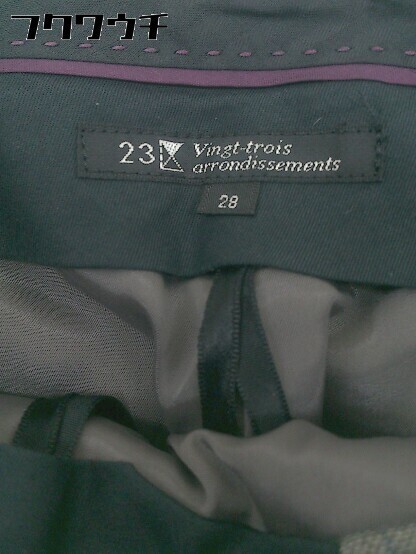 フクワウチ
23 Vingt-trois
arrondissements
28